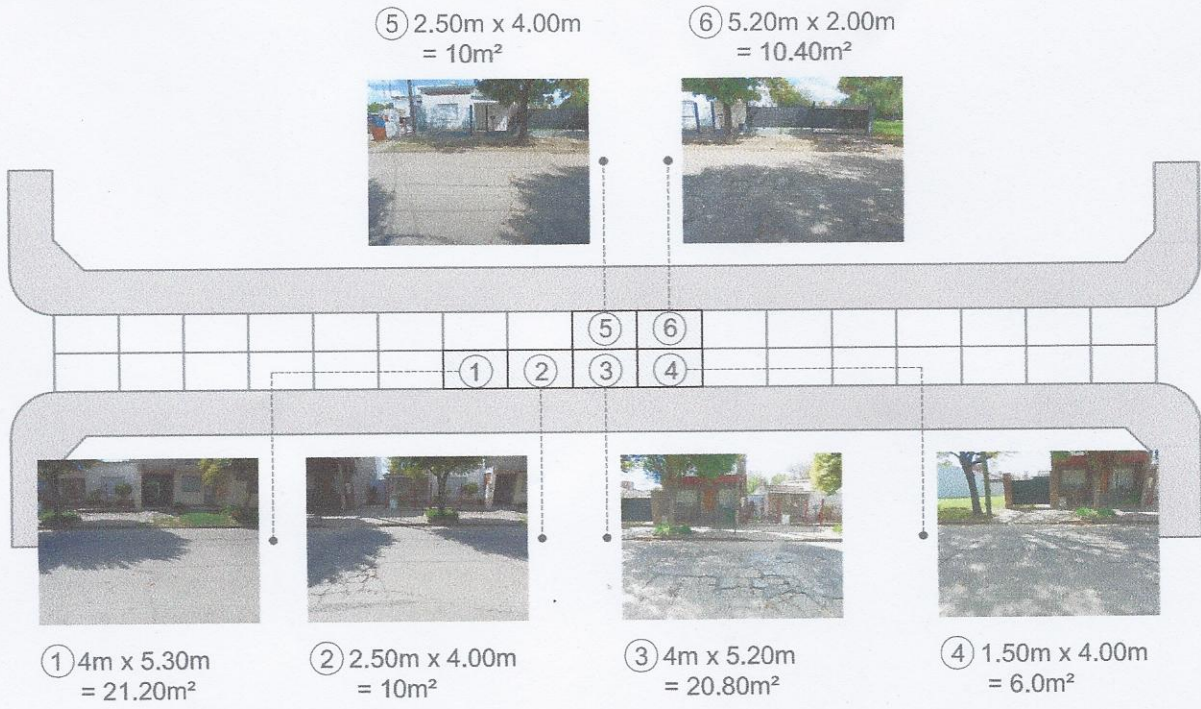 ⑤ 2.50m x 4.00m
= 10m²
⑥ 5.20m x 2.00m
= 10.40m²
⑤ ⑥
① ② ③ ④
① 4m x 5.30m
= 21.20m²
② 2.50m x 4.00m
= 10m²
③ 4m x 5.20m
= 20.80m²
④ 1.50m x 4.00m
= 6.0m²